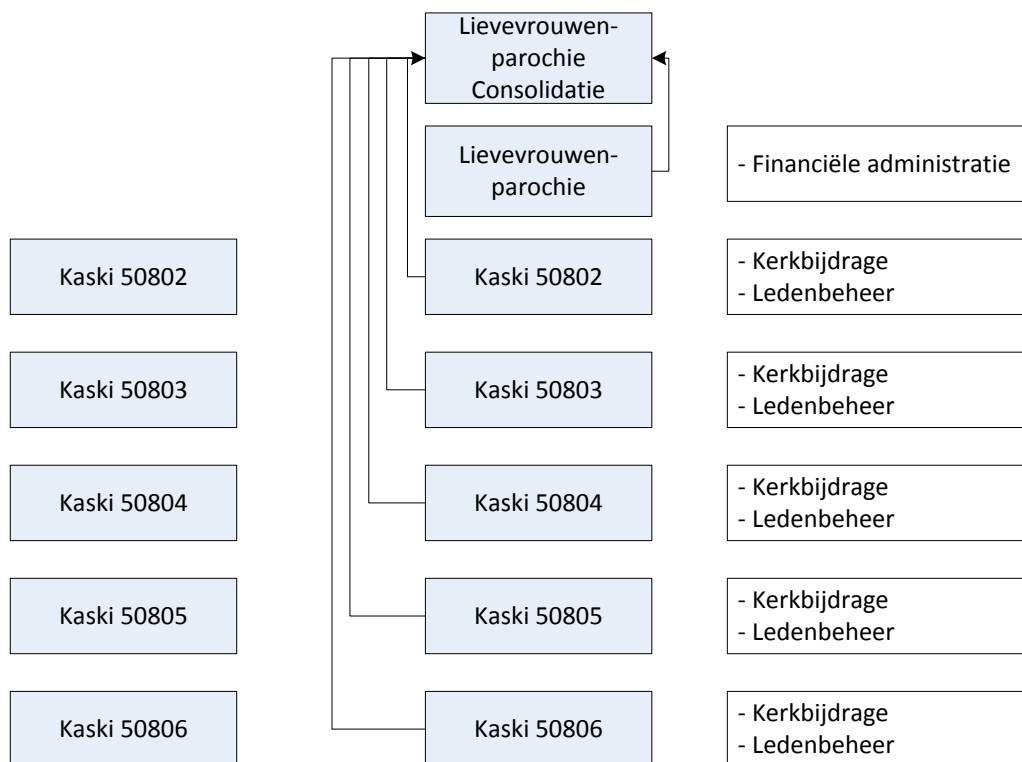 Lievevrouwen-
parochie
Consolidatie
Lievevrouwen-
parochie
- Financiële administratie
Kaski 50802
Kaski 50802
- Kerkbijdrage
- Ledenbeheer
Kaski 50803
Kaski 50803
- Kerkbijdrage
- Ledenbeheer
Kaski 50804
Kaski 50804
- Kerkbijdrage
- Ledenbeheer
Kaski 50805
Kaski 50805
- Kerkbijdrage
- Ledenbeheer
Kaski 50806
Kaski 50806
- Kerkbijdrage
- Ledenbeheer